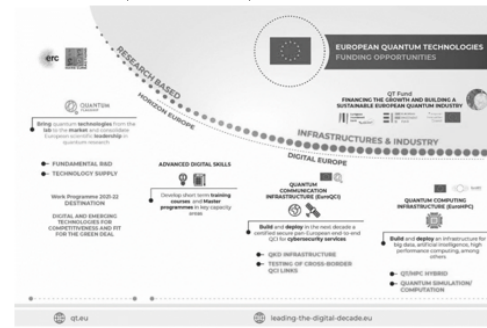 erc
EUROPEAN QUANTUM TECHNOLOGIES
FUNDING OPPORTUNITIES
RESEARCH BASED
HORIZON EUROPE
QT Fund
FINANCING THE GROWTH AND BUILDING A
SUSTAINABLE EUROPEAN QUANTUM INDUSTRY
QUANTUM
Bring quantum technologies from the
lab to the market and consolidate
European scientific leadership in
quantum research
INFRASTRUCTURES & INDUSTRY
DIGITAL EUROPE
FUNDAMENTAL R&D
TECHNOLOGY SUPPLY
ADVANCED DIGITAL SKILLS
Develop short term training
courses and Master
programmes in key capacity
areas
QUANTUM
COMMUNICATION
INFRASTRUCTURE (EuroQCI)
QUANTUM COMPUTING
INFRASTRUCTURE (EuroHPC)
Work Programme 2021-22
DESTINATION
DIGITAL AND EMERGING
TECHNOLOGIES FOR
COMPETITIVENESS AND FIT
FOR THE GREEN DEAL
Build and deploy in the next decade a
certified secure pan European end-to-end
QCI for cybersecurity services
Build and deploy an infrastructure for
big data, artificial intelligence, high
performance computing, among
others
QKD INFRASTRUCTURE
TESTING OF CROSS-BORDER
QCI LINKS
QT/HPC HYBRID
QUANTUM SIMULATION/
COMPUTATION
qt.eu
leading-the-digital-decade.eu